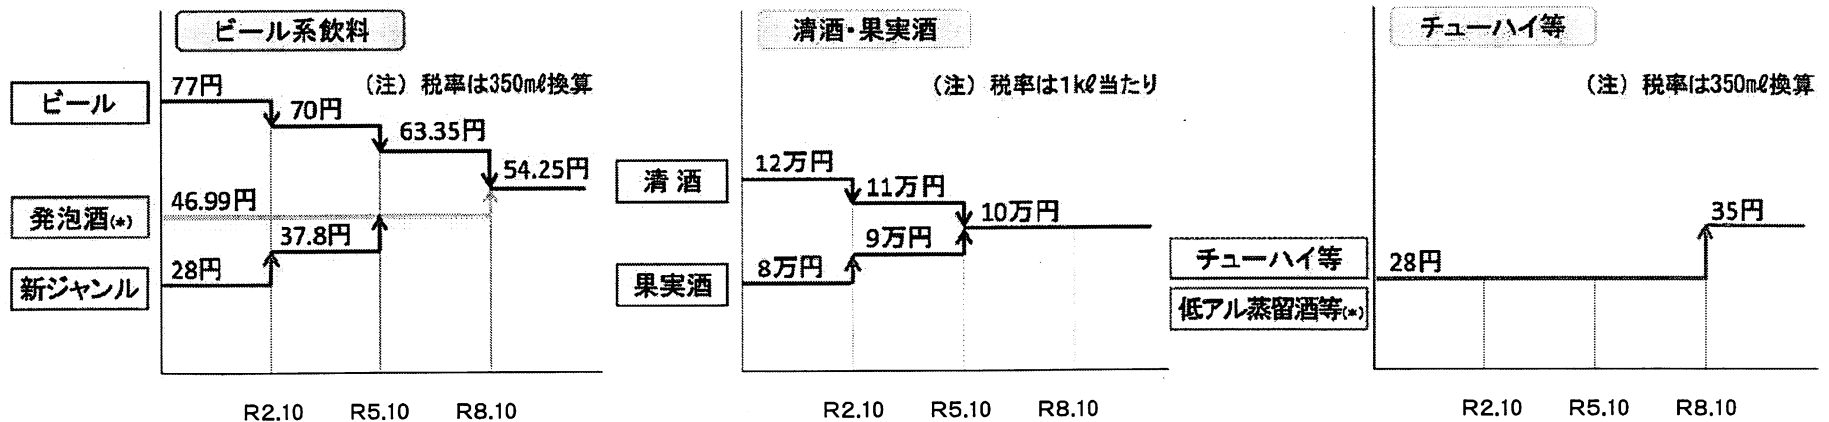 ビール系飲料
(注) 税率は350㎖換算
ビール
77円
70円
63.35円
54.25円
発泡酒(*)
46.99円
37.8円
新ジャンル
28円
R2.10 R5.10 R8.10
清酒・果実酒
(注) 税率は1kℓ当たり
清酒
12万円
11万円
10万円
9万円
果実酒
8万円
R2.10 R5.10 R8.10
チューハイ等
(注) 税率は350㎖換算
35円
チューハイ等
28円
低アル蒸留酒等(*)
R2.10 R5.10 R8.10